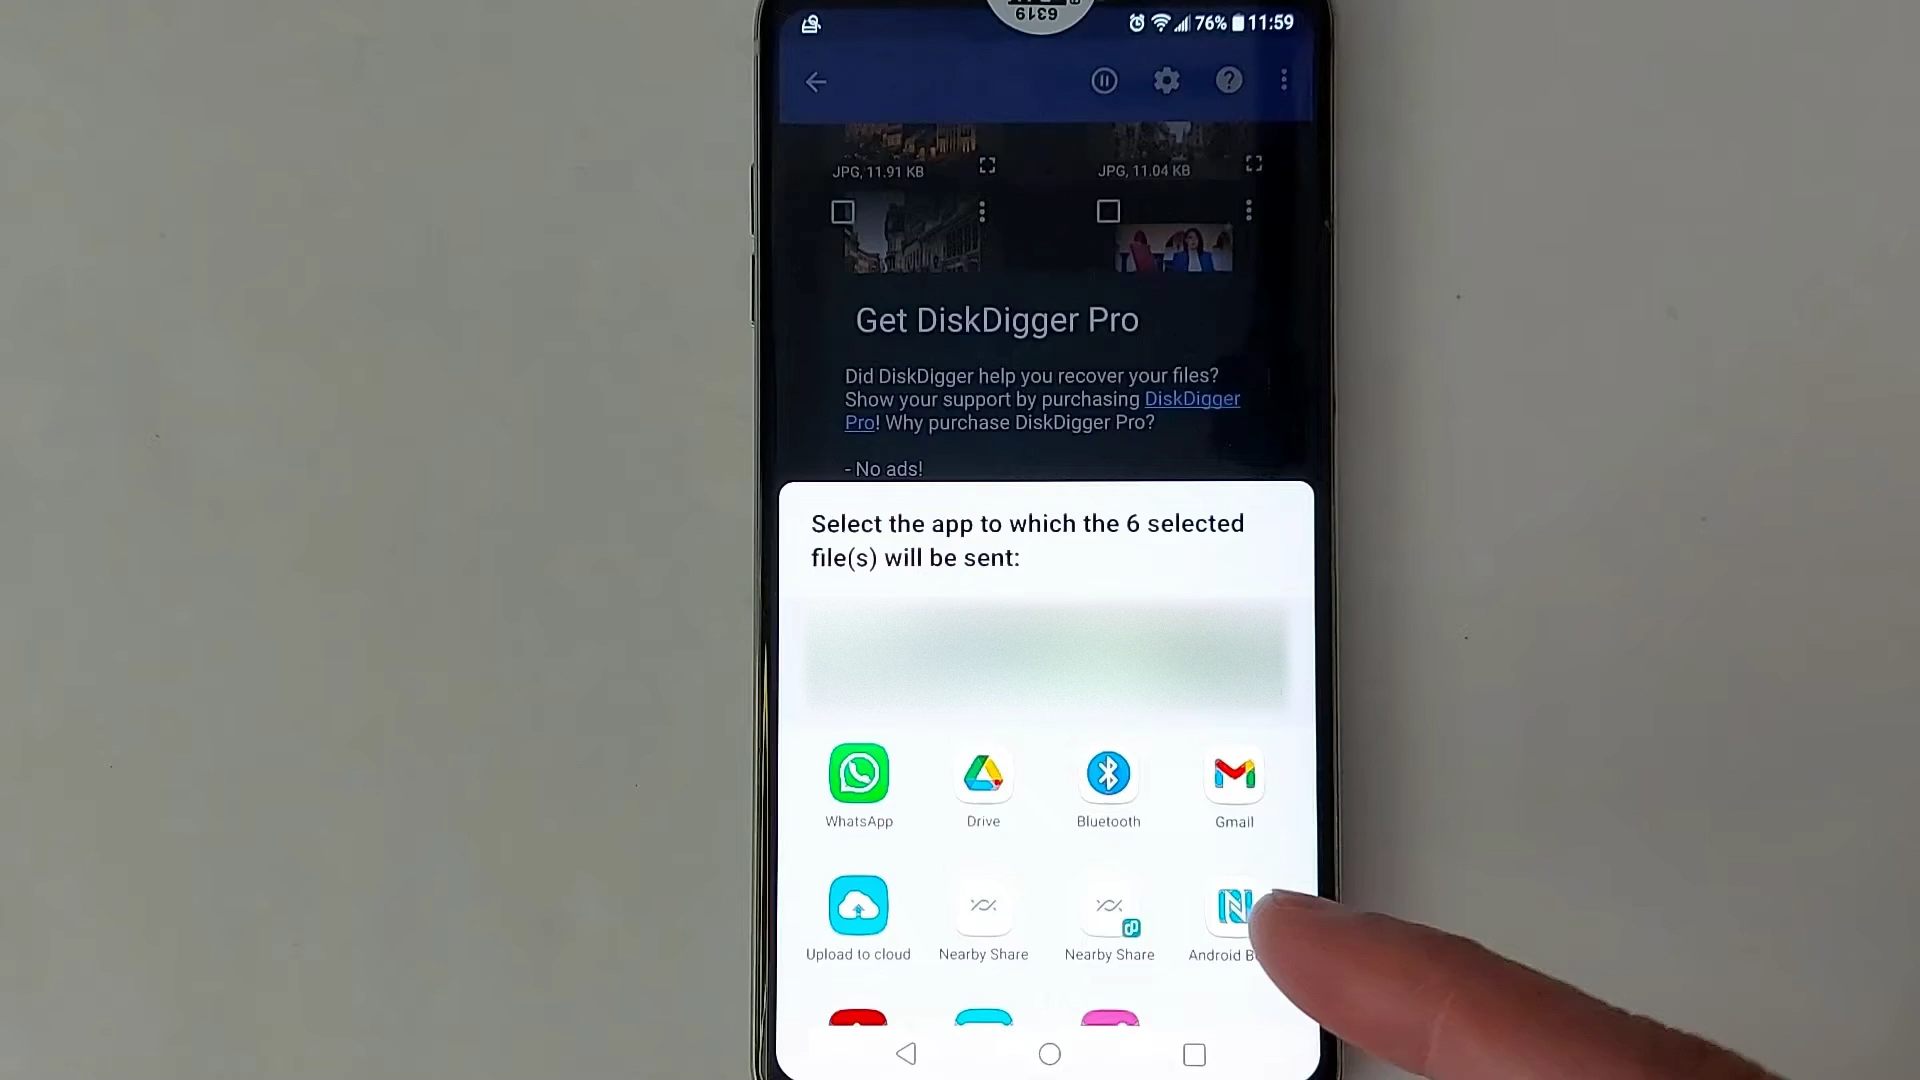 6319
76% 11:59
JPG, 11.91 KB
JPG, 11.04 KB
Get DiskDigger Pro
Did DiskDigger help you recover your files?
Show your support by purchasing DiskDigger
Pro! Why purchase DiskDigger Pro?
- No ads!
Select the app to which the 6 selected
file(s) will be sent:
WhatsApp
Drive
Bluetooth
Gmail
Upload to cloud
Nearby Share
Nearby Share
Android